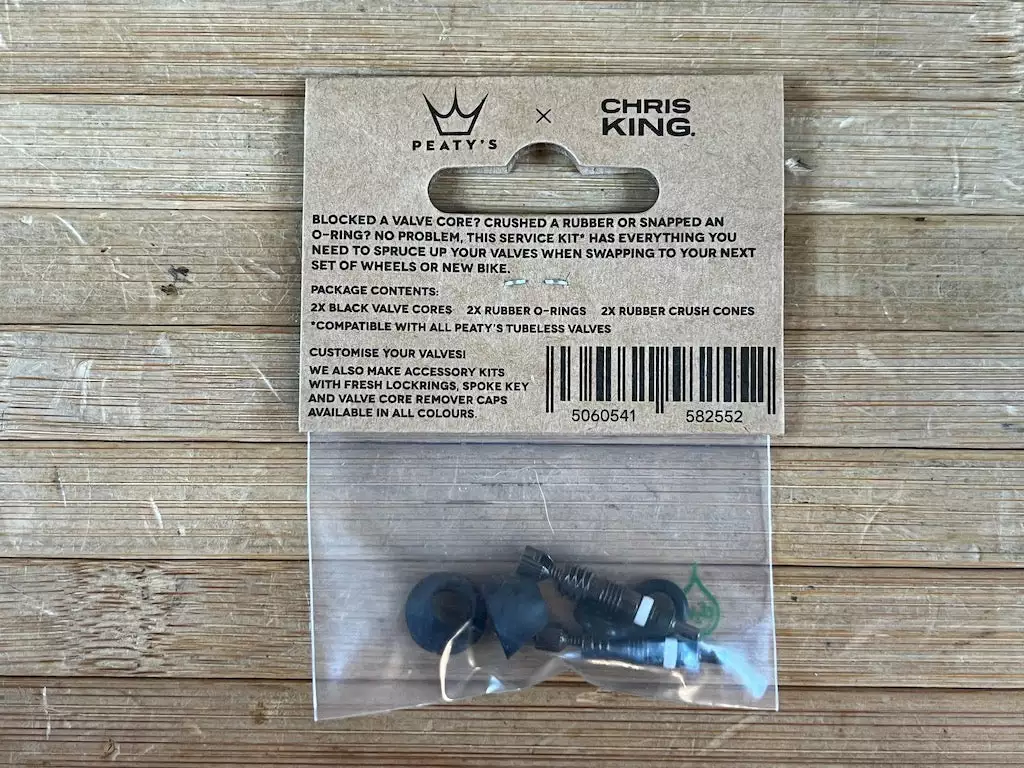 PEATY'S × CHRIS KING.
BLOCKED A VALVE CORE? CRUSHED A RUBBER OR SNAPPED AN
O-RING? NO PROBLEM, THIS SERVICE KIT* HAS EVERYTHING YOU
NEED TO SPRUCE UP YOUR VALVES WHEN SWAPPING TO YOUR NEXT
SET OF WHEELS OR NEW BIKE.
PACKAGE CONTENTS:
2X BLACK VALVE CORES 2X RUBBER O-RINGS 2X RUBBER CRUSH CONES
*COMPATIBLE WITH ALL PEATY'S TUBELESS VALVES
CUSTOMISE YOUR VALVES!
WE ALSO MAKE ACCESSORY KITS
WITH FRESH LOCKRINGS, SPOKE KEY
AND VALVE CORE REMOVER CAPS
AVAILABLE IN ALL COLOURS.
5060541 582552